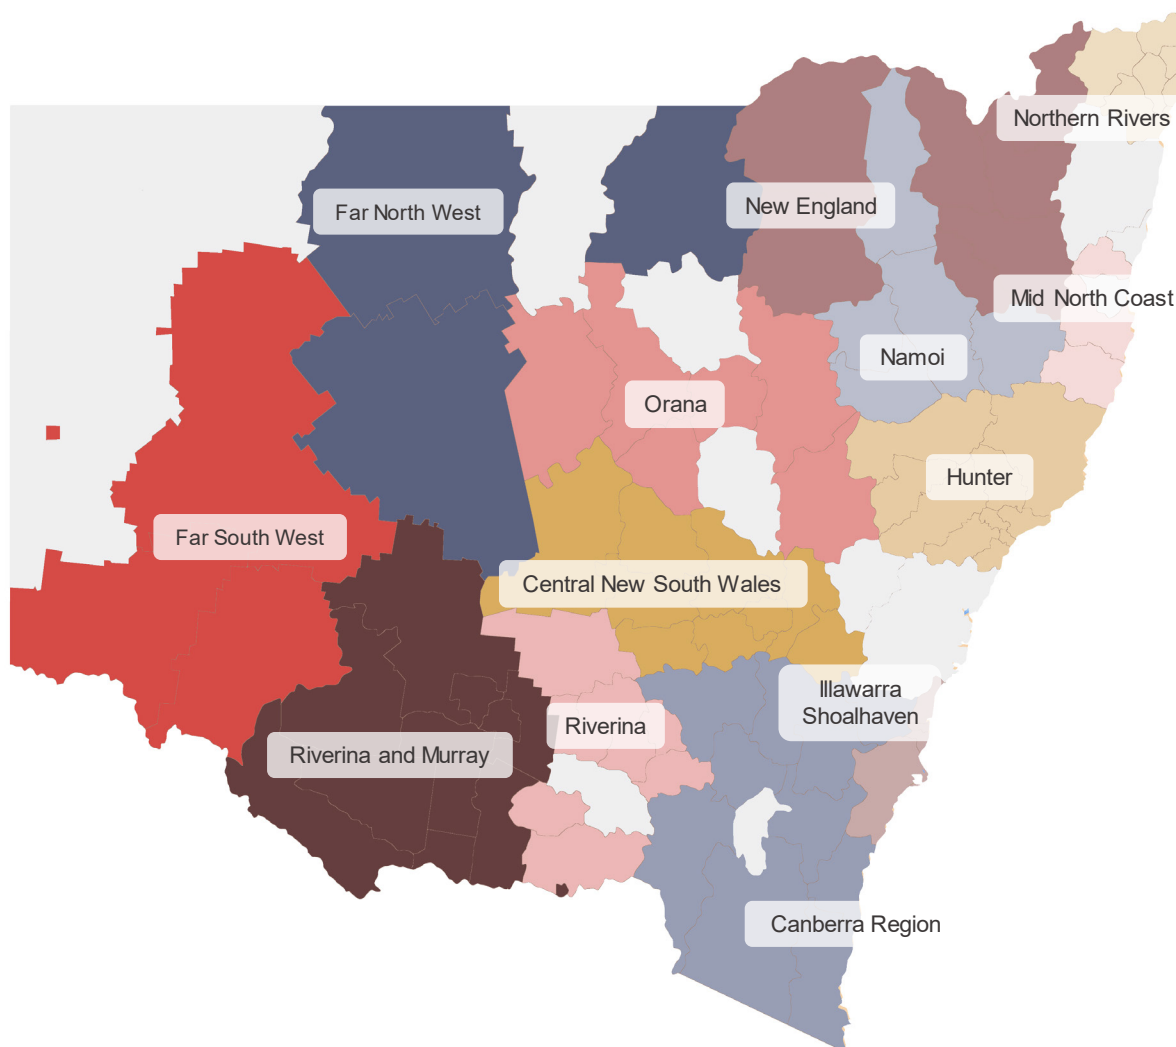 Northern Rivers
Far North West
New England
Mid North Coast
Namoi
Orana
Hunter
Far South West
Central New South Wales
Illawarra
Shoalhaven
Riverina
Riverina and Murray
Canberra Region